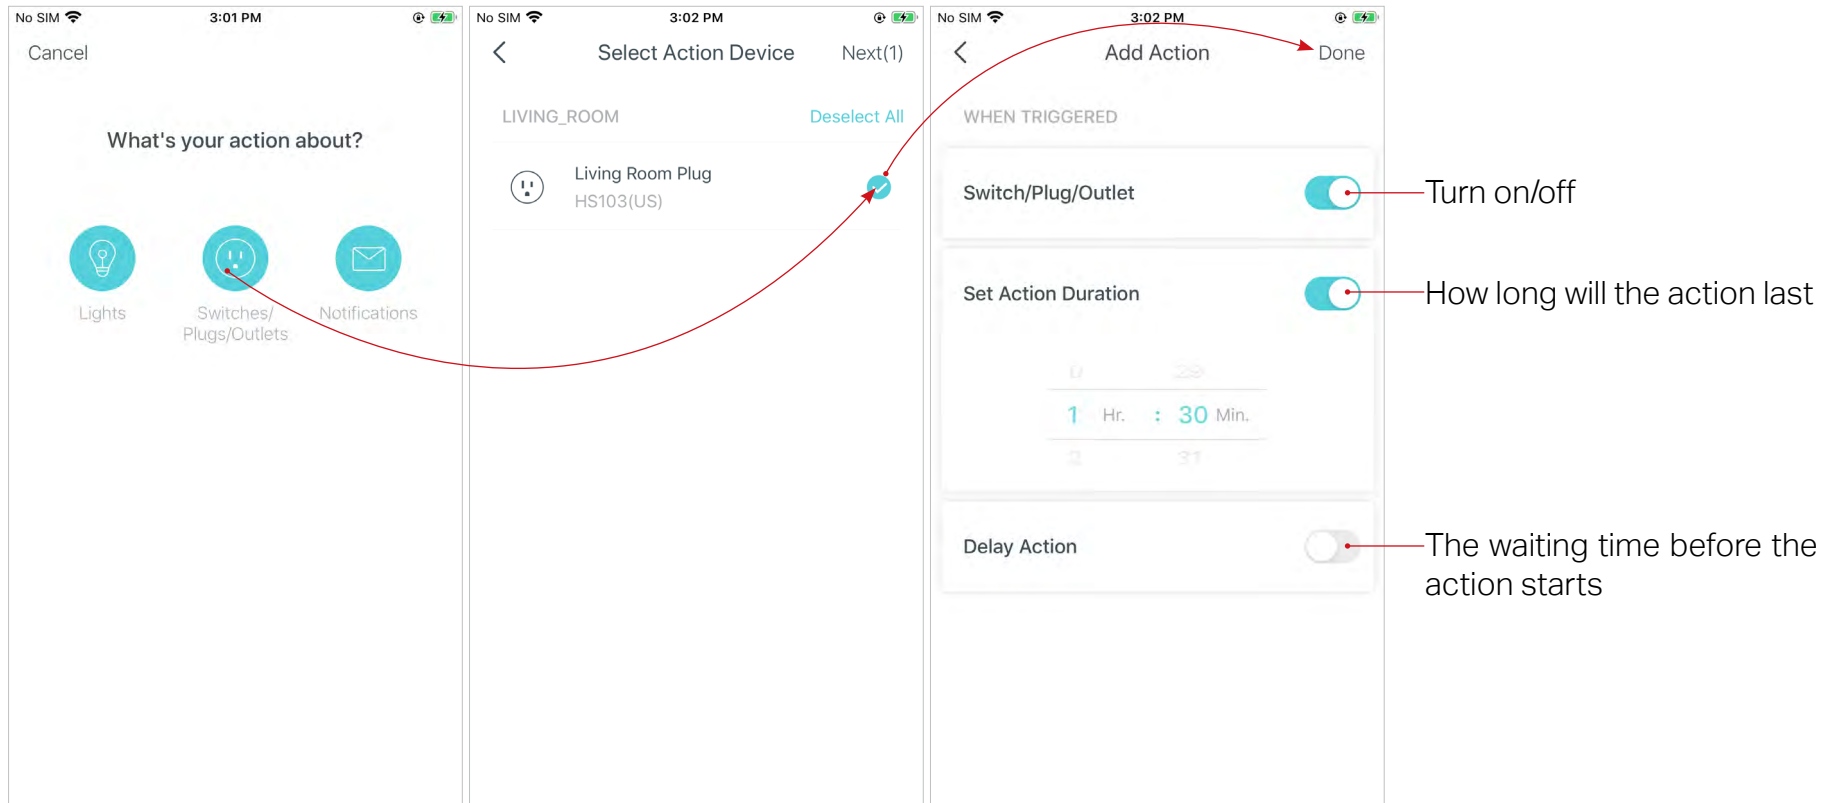 No SIM 3:01 PM
Cancel
What's your action about?
Lights
Switches/
Plugs/Outlets
Notifications
No SIM 3:02 PM
Select Action Device Next(1)
LIVING_ROOM Deselect All
Living Room Plug
HS103(US)
No SIM 3:02 PM
Add Action Done
WHEN TRIGGERED
Switch/Plug/Outlet
Set Action Duration
29
1 Hr. : 30 Min.
2 31
Delay Action
Turn on/off
How long will the action last
The waiting time before the
action starts